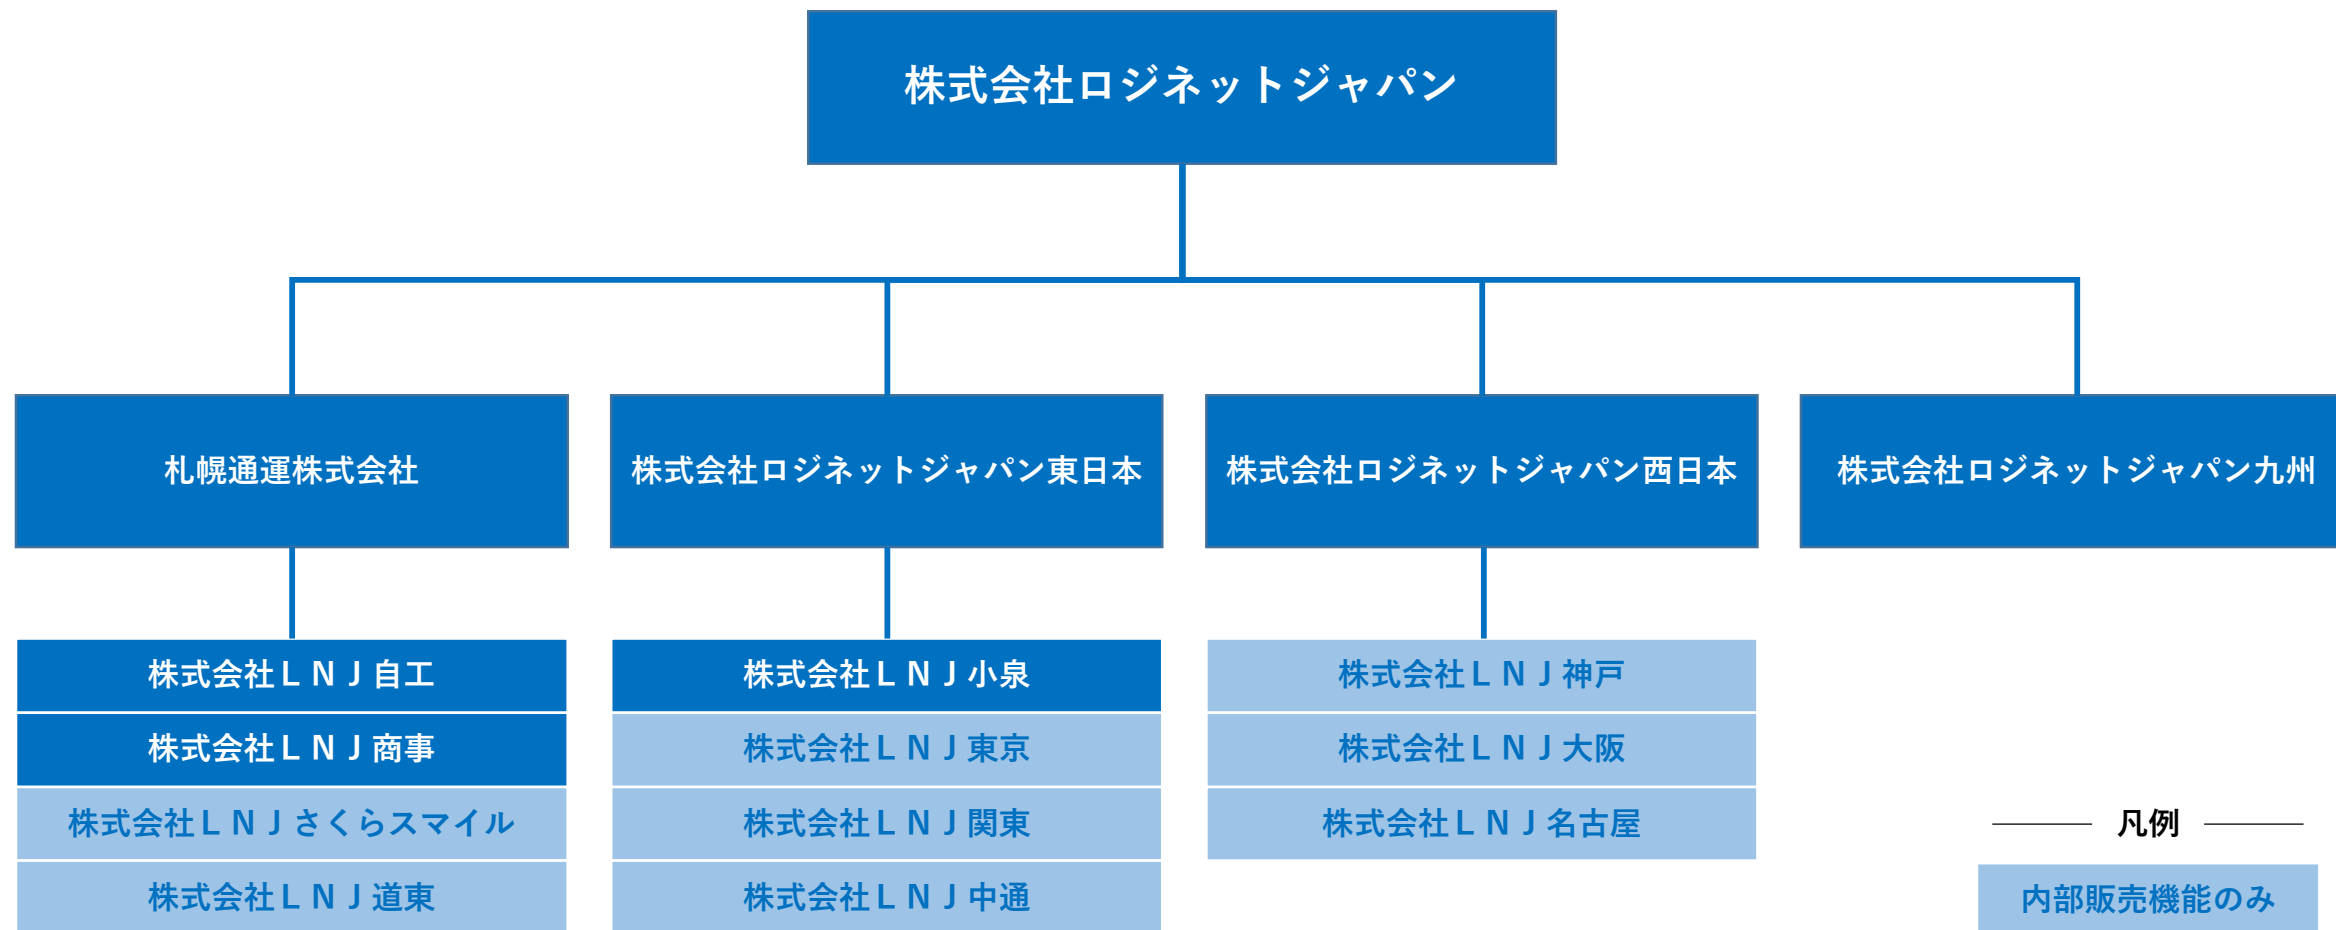 株式会社ロジネットジャパン
札幌通運株式会社
株式会社ロジネットジャパン東日本
株式会社ロジネットジャパン西日本
株式会社ロジネットジャパン九州
株式会社ＬＮＪ自工
株式会社ＬＮＪ商事
株式会社ＬＮＪさくらスマイル
株式会社ＬＮＪ道東
株式会社ＬＮＪ小泉
株式会社ＬＮＪ東京
株式会社ＬＮＪ関東
株式会社ＬＮＪ中通
株式会社ＬＮＪ神戸
株式会社ＬＮＪ大阪
株式会社ＬＮＪ名古屋
凡例
内部販売機能のみ